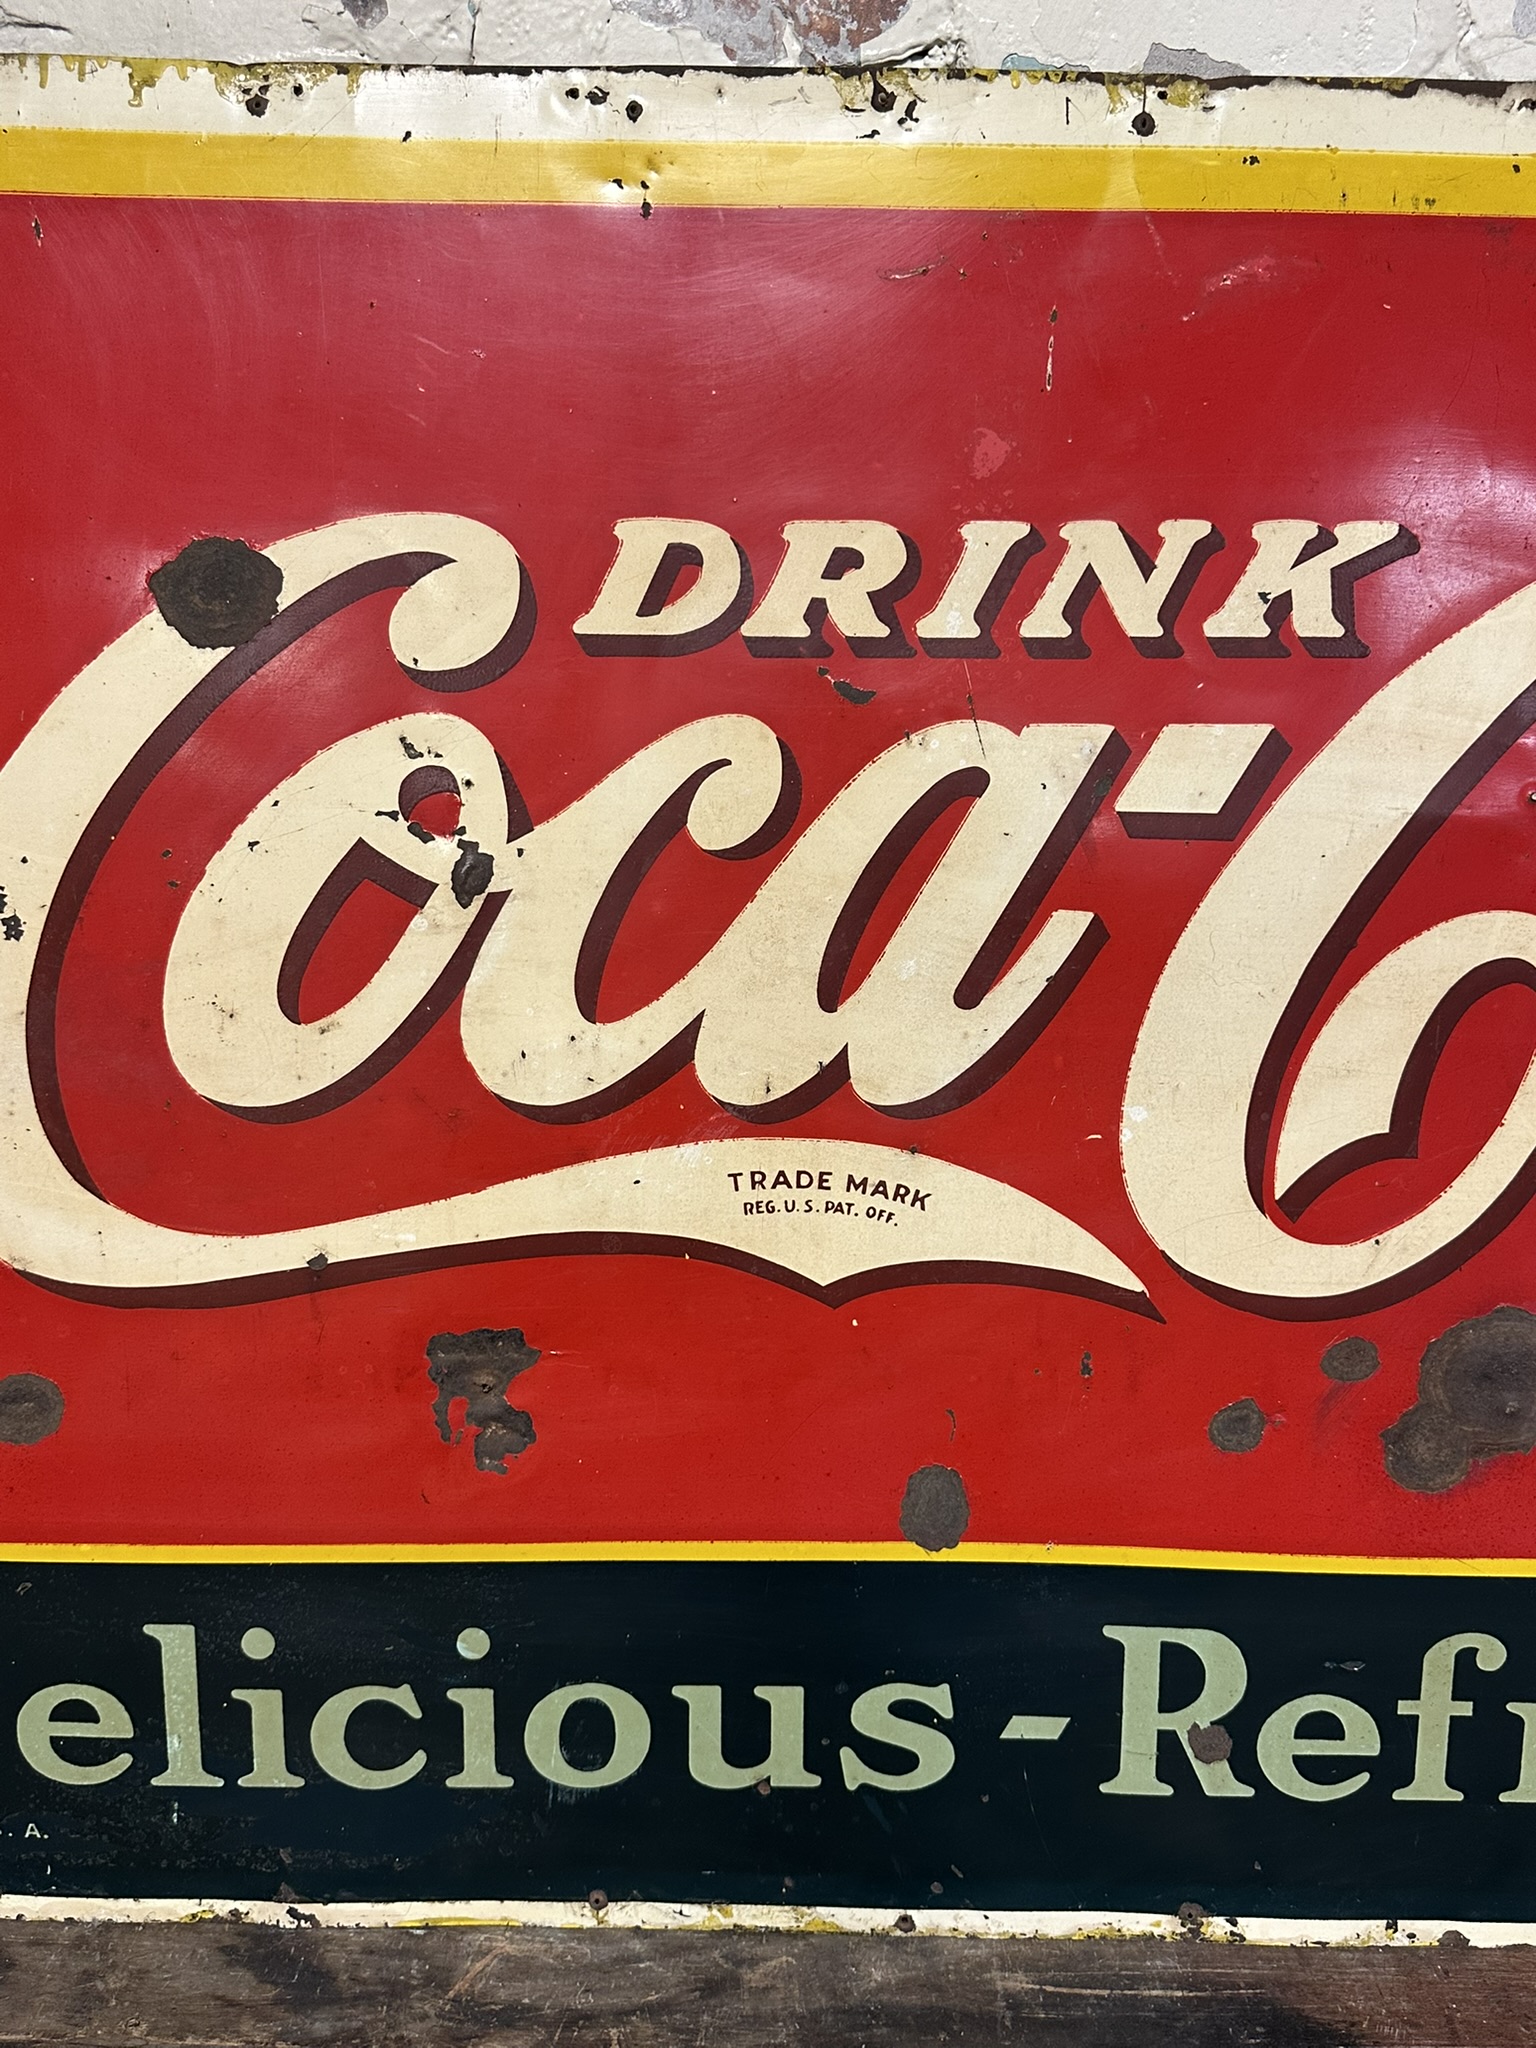 DRINK
Coca-C
TRADE MARK
REG. U. S. PAT. OFF.
elicious - Refr
. A.